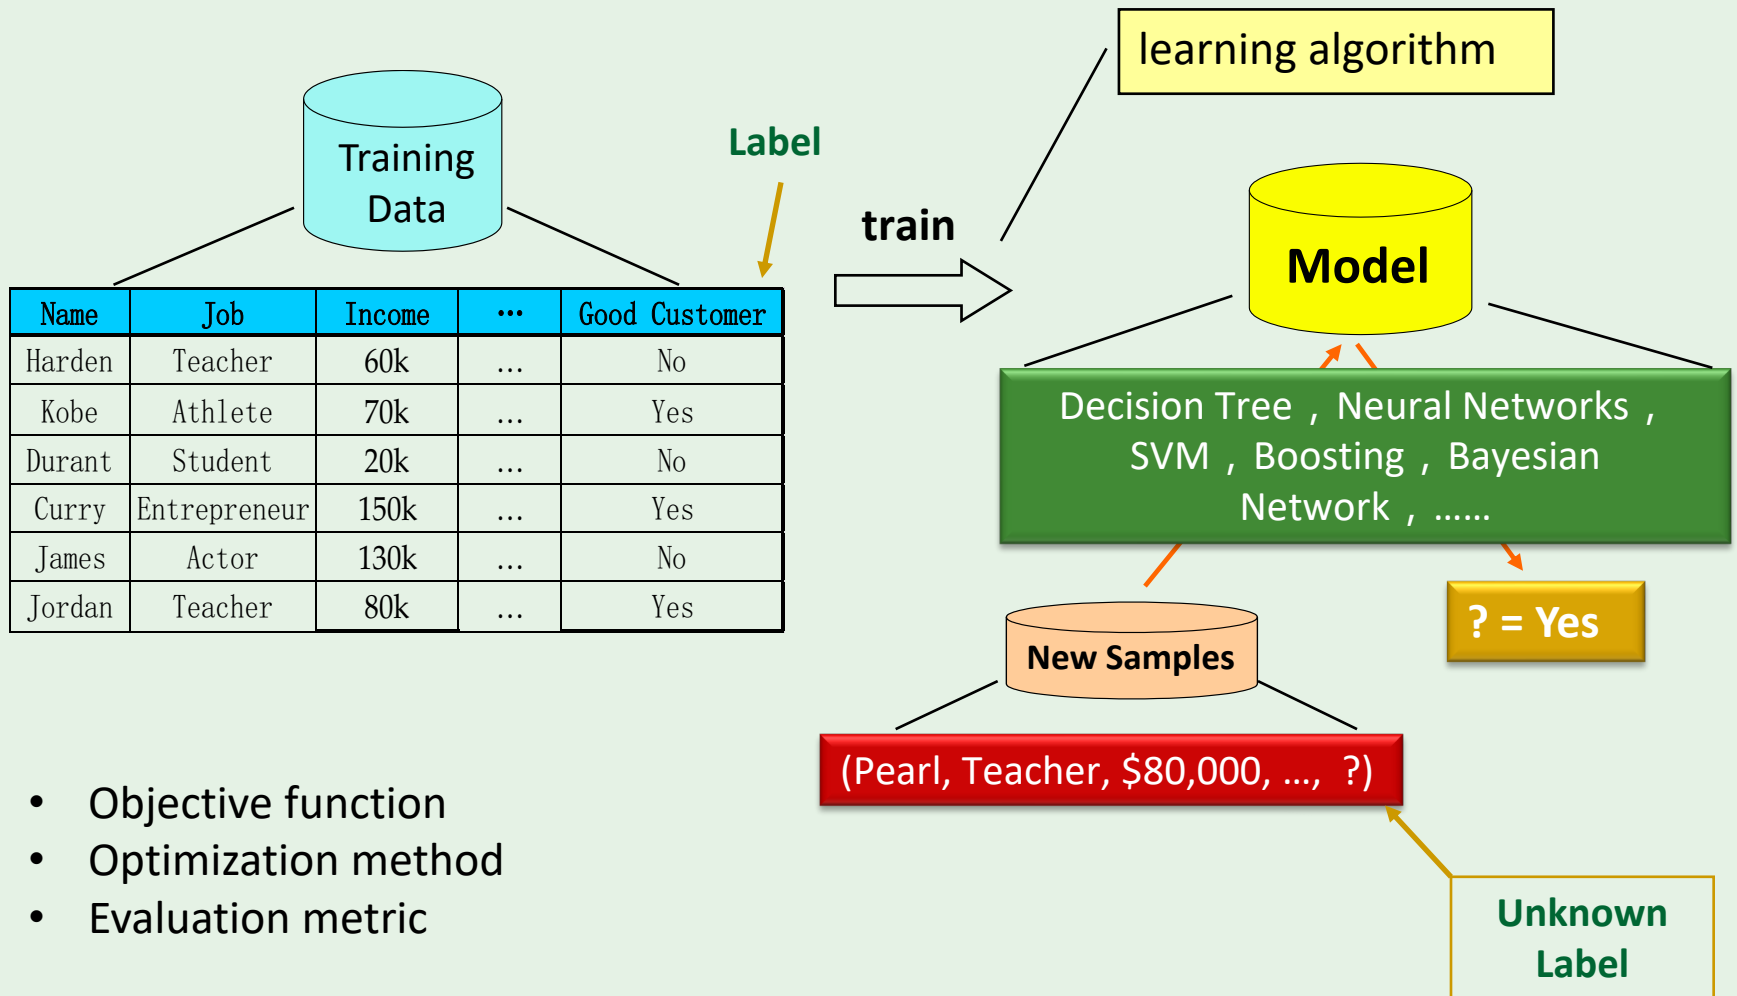 learning algorithm
Training
Data
Label
train
Model
Name Job Income … Good Customer
Harden Teacher 60k … No
Kobe Athlete 70k … Yes
Durant Student 20k … No
Curry Entrepreneur 150k … Yes
James Actor 130k … No
Jordan Teacher 80k … Yes
Decision Tree , Neural Networks ,
SVM , Boosting , Bayesian
Network , ……
? = Yes
New Samples
(Pearl, Teacher, $80,000, …, ?)
• Objective function
• Optimization method
• Evaluation metric
Unknown
Label